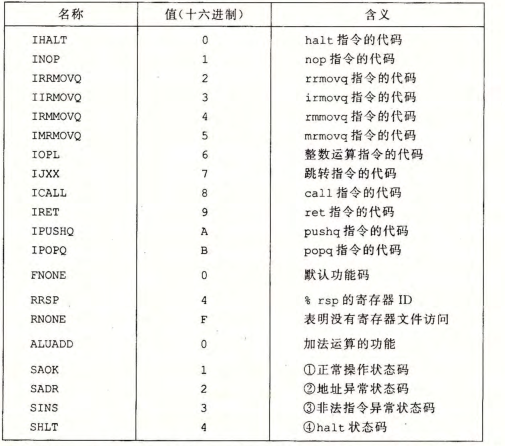 名称 值(十六进制) 含义
IHALT 0 halt 指令的代码
INOP 1 nop 指令的代码
IRRMOVQ 2 rrmovq 指令的代码
IIRMOVQ 3 irmovq 指令的代码
IRMMOVQ 4 rmmovq 指令的代码
IMRMOVQ 5 mrmovq 指令的代码
IOPL 6 整数运算指令的代码
IJXX 7 跳转指令的代码
ICALL 8 call 指令的代码
IRET 9 ret 指令的代码
IPUSHQ A pushq 指令的代码
IPOPQ B popq 指令的代码
FNONE 0 默认功能码
RRSP 4 % rsp 的寄存器 ID
RNONE F 表明没有寄存器文件访问
ALUADD 0 加法运算的功能
SAOK 1 ①正常操作状态码
SADR 2 ②地址异常状态码
SINS 3 ③非法指令异常状态码
SHLT 4 ④halt 状态码